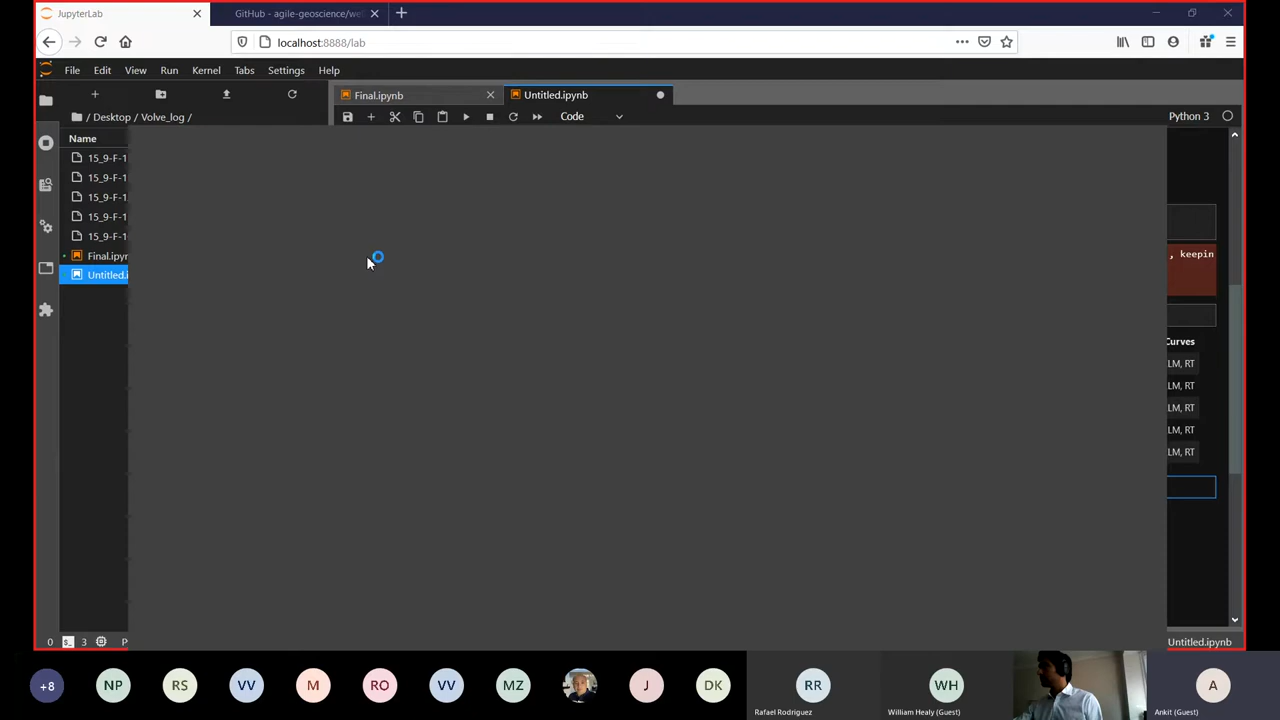 JupyterLab
GitHub - agile-geoscience/we
localhost:8888/lab
File Edit View Run Kernel Tabs Settings Help
Final.ipynb
Untitled.ipynb
/ Desktop / Volve_log /
Code
Python 3
Name
15_9-F-1
15_9-F-1
15_9-F-1
15_9-F-1
15_9-F-1
Final.ipyn
Untitled.i
, keepin
Curves
LM, RT
LM, RT
LM, RT
LM, RT
LM, RT
0 3 P
Untitled.ipynb
+8 NP RS VV M RO VV MZ J DK RR WH A
Rafael Rodriguez
William Healy (Guest)
Ankit (Guest)